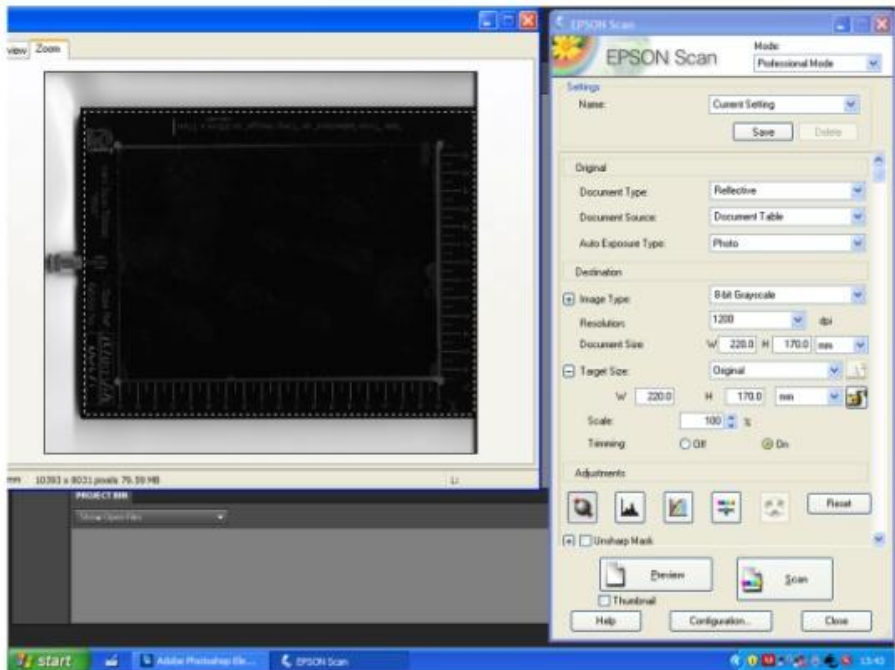 EPSON Scan
view Zoom
EPSON Scan
Mode:
Professional Mode
Settings
Name: Current Setting
Save Delete
Original
Document Type: Reflective
Document Source: Document Table
Auto Exposure Type: Photo
Destination
Image Type: 8-bit Grayscale
Resolution: 1200 dpi
Document Size: W 220.0 H 170.0 mm
Target Size: Original
W 220.0 H 170.0 mm
Scale: 100 %
Trimming: Off On
Adjustments
Reset
Unsharp Mask
Preview Scan
Thumbnail
Help Configuration... Close
mm 10393 x 8031 pixels 79.59 MB
PROJECT BIN
Show Open Files
start Adobe Photoshop Ele... EPSON Scan 13:43